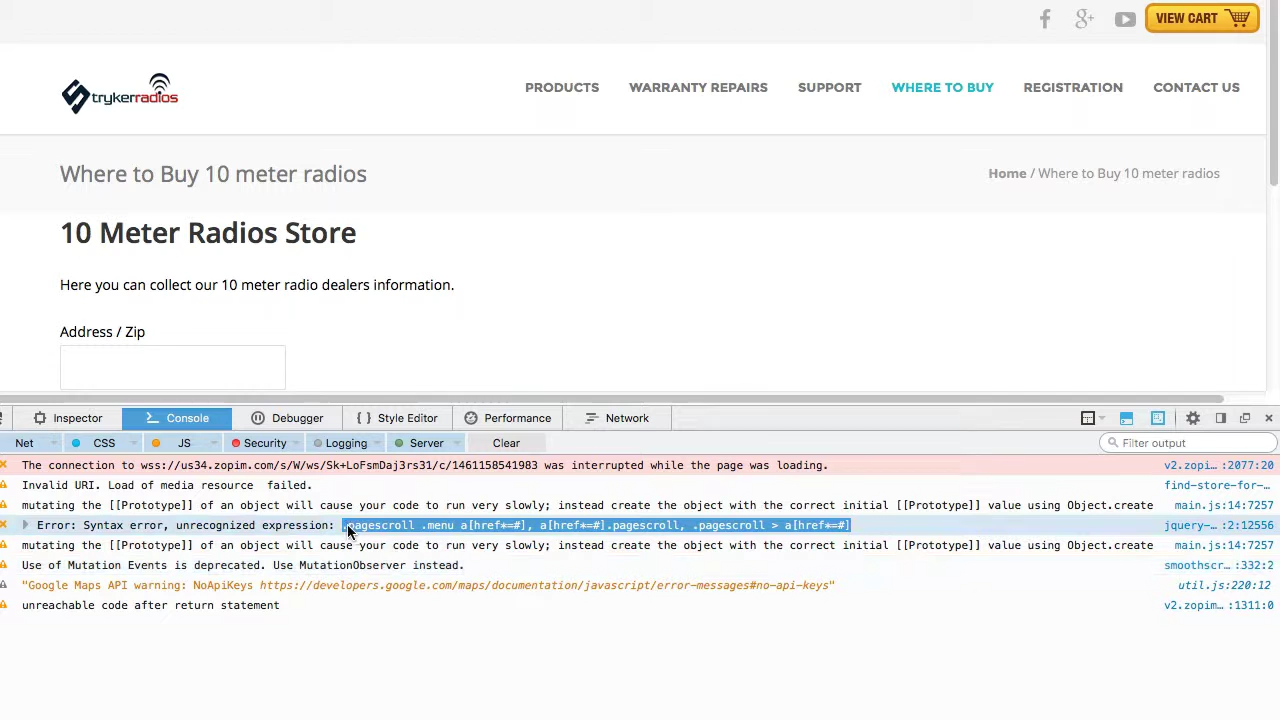 VIEW CART
trykerradios
PRODUCTS WARRANTY REPAIRS SUPPORT WHERE TO BUY REGISTRATION CONTACT US
Where to Buy 10 meter radios
Home / Where to Buy 10 meter radios
10 Meter Radios Store
Here you can collect our 10 meter radio dealers information.
Address / Zip
Inspector Console Debugger Style Editor Performance Network
Net CSS JS Security Logging Server Clear Filter output
The connection to wss://us34.zopim.com/s/W/ws/Sk+LoFsmDaj3rs31/c/1461158541983 was interrupted while the page was loading. v2.zopi…:2077:20
Invalid URI. Load of media resource failed. find-store-for-…
mutating the [[Prototype]] of an object will cause your code to run very slowly; instead create the object with the correct initial [[Prototype]] value using Object.create main.js:14:7257
Error: Syntax error, unrecognized expression: .pagescroll .menu a[href*=#], a[href*=#].pagescroll, .pagescroll > a[href*=#] jquery-…:2:12556
mutating the [[Prototype]] of an object will cause your code to run very slowly; instead create the object with the correct initial [[Prototype]] value using Object.create main.js:14:7257
Use of Mutation Events is deprecated. Use MutationObserver instead. smoothscr…:332:2
"Google Maps API warning: NoApiKeys https://developers.google.com/maps/documentation/javascript/error-messages#no-api-keys" util.js:220:12
unreachable code after return statement v2.zopim…:1311:0